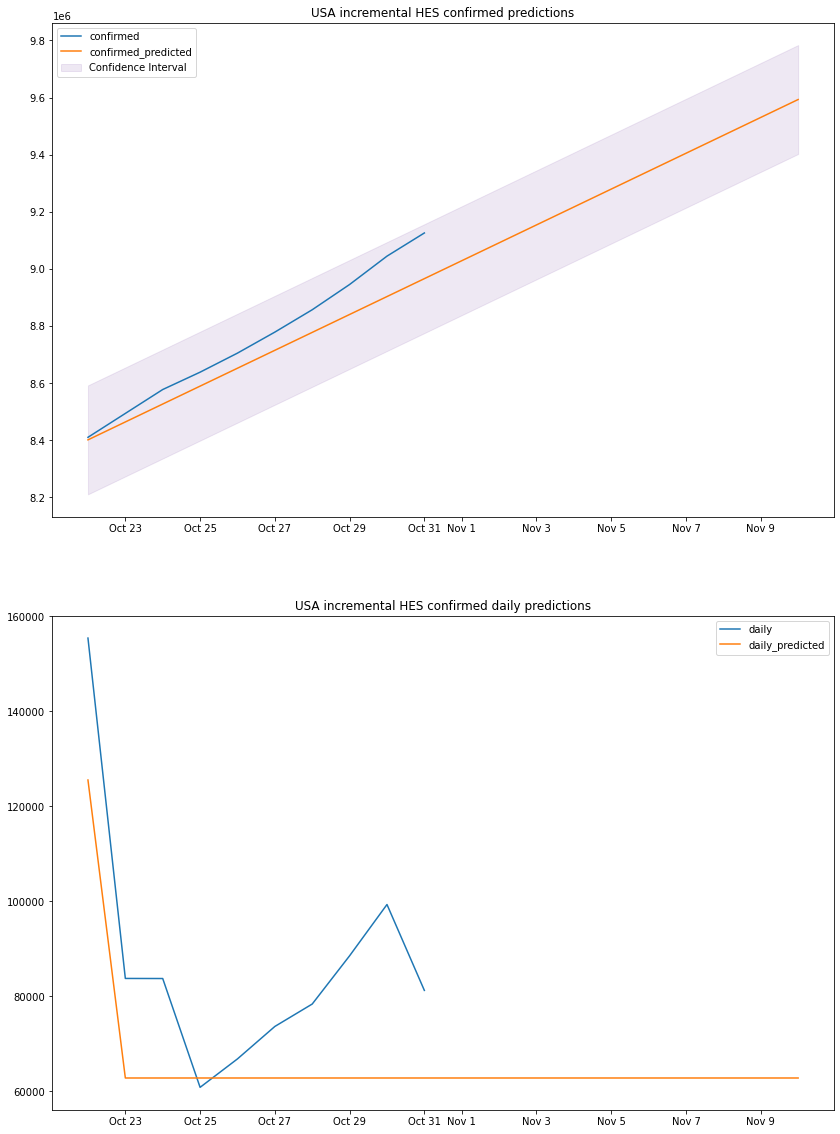 USA incremental HES confirmed predictions
1e6
confirmed
confirmed_predicted
Confidence Interval
9.8
9.6
9.4
9.2
9.0
8.8
8.6
8.4
8.2
Oct 23 Oct 25 Oct 27 Oct 29 Oct 31 Nov 1 Nov 3 Nov 5 Nov 7 Nov 9
USA incremental HES confirmed daily predictions
daily
daily_predicted
160000
140000
120000
100000
80000
60000
Oct 23 Oct 25 Oct 27 Oct 29 Oct 31 Nov 1 Nov 3 Nov 5 Nov 7 Nov 9